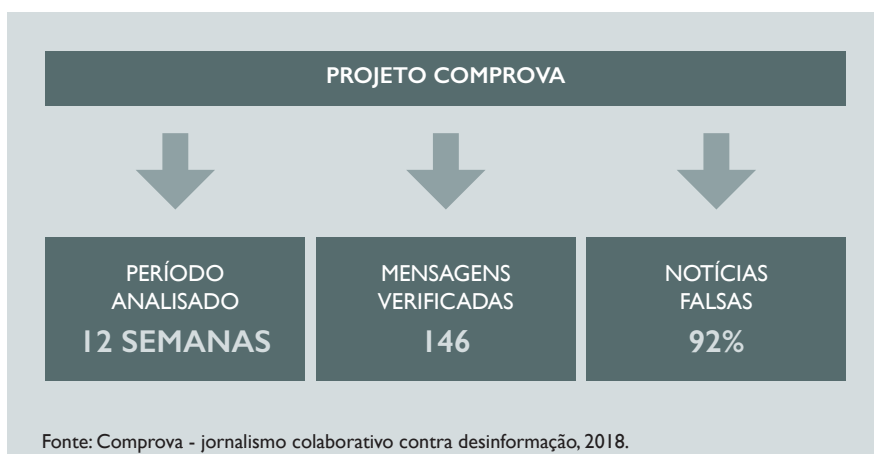 PROJETO COMPROVA
PERÍODO
ANALISADO
12 SEMANAS
MENSAGENS
VERIFICADAS
146
NOTÍCIAS
FALSAS
92%
Fonte: Comprova - jornalismo colaborativo contra desinformação, 2018.